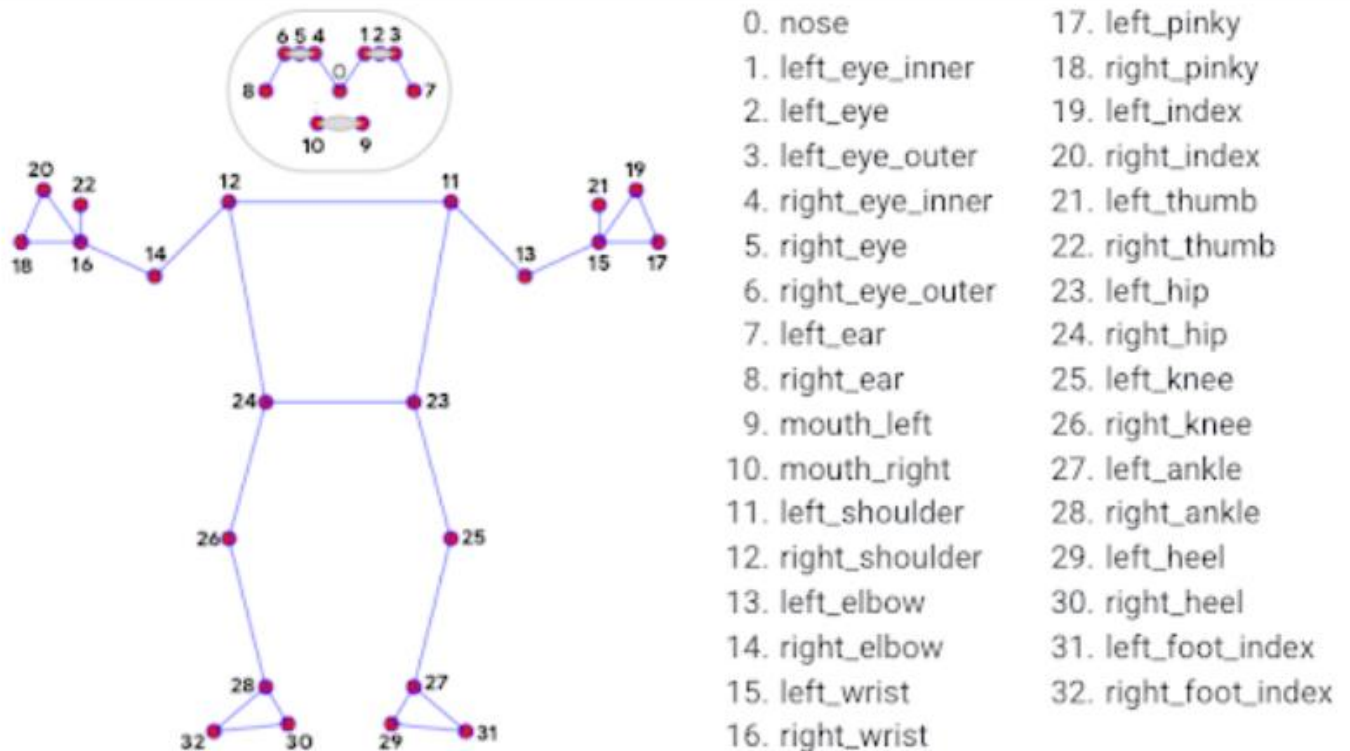 6 5 4 1 2 3
0
8 7
10 9
20 22 12 11 21 19
18 16 14 13 15 17
24 23
26 25
28 27
32 30 29 31
0. nose
1. left_eye_inner
2. left_eye
3. left_eye_outer
4. right_eye_inner
5. right_eye
6. right_eye_outer
7. left_ear
8. right_ear
9. mouth_left
10. mouth_right
11. left_shoulder
12. right_shoulder
13. left_elbow
14. right_elbow
15. left_wrist
16. right_wrist
17. left_pinky
18. right_pinky
19. left_index
20. right_index
21. left_thumb
22. right_thumb
23. left_hip
24. right_hip
25. left_knee
26. right_knee
27. left_ankle
28. right_ankle
29. left_heel
30. right_heel
31. left_foot_index
32. right_foot_index